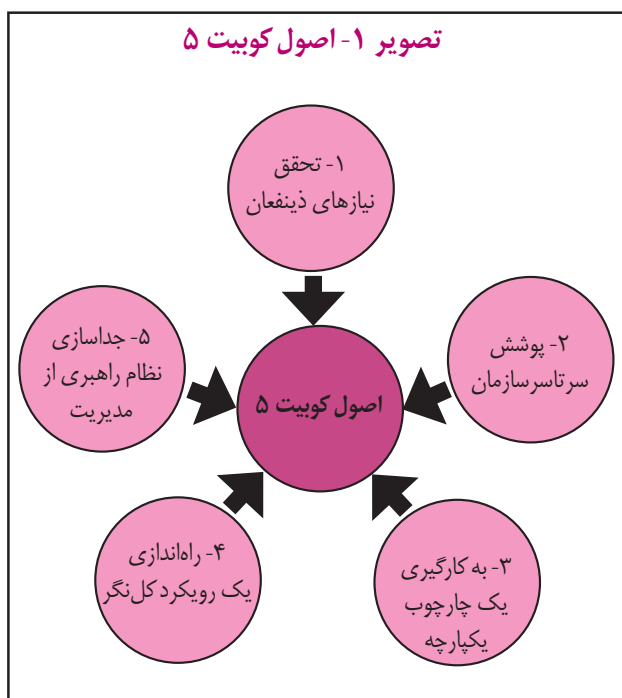 تصویر ۱- اصول کوبیت ۵
۱- تحقق
نیازهای ذینفعان
۲- پوشش
سرتاسرسازمان
۳- به کارگیری
یک چارچوب
یکپارچه
۴- راه‌اندازی
یک رویکرد کل‌نگر
۵- جداسازی
نظام راهبری از
مدیریت
اصول کوبیت ۵